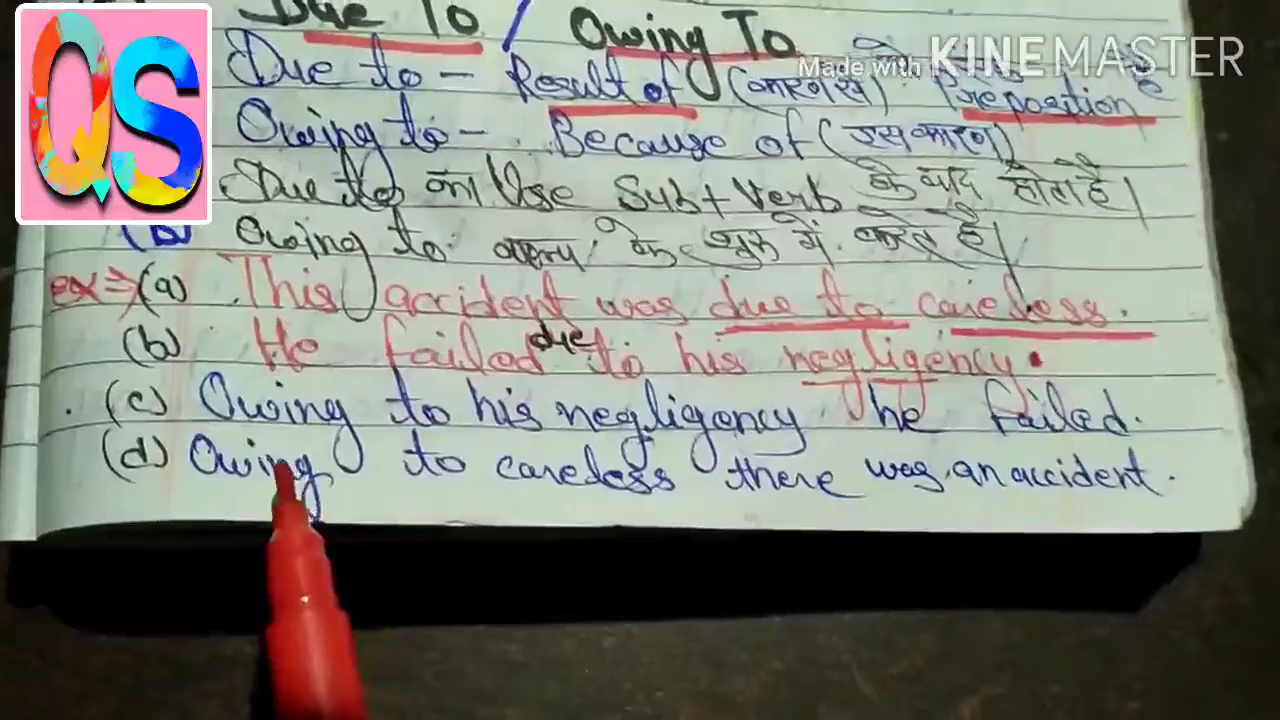 QS
Due To / Owing To
Made with KINEMASTER
Due to - Result of (कारण से) Preposition है
Owing to - Because of (इस कारण)
Due to का Use Sub + Verb के बाद होता है।
(b) Owing to वाक्य के शुरू में करते है।
ex⇒ (a) This accident was due to careless.
(b) He failed due to his negligency.
(c) Owing to his negligency he failed.
(d) Owing to careless there was an accident.